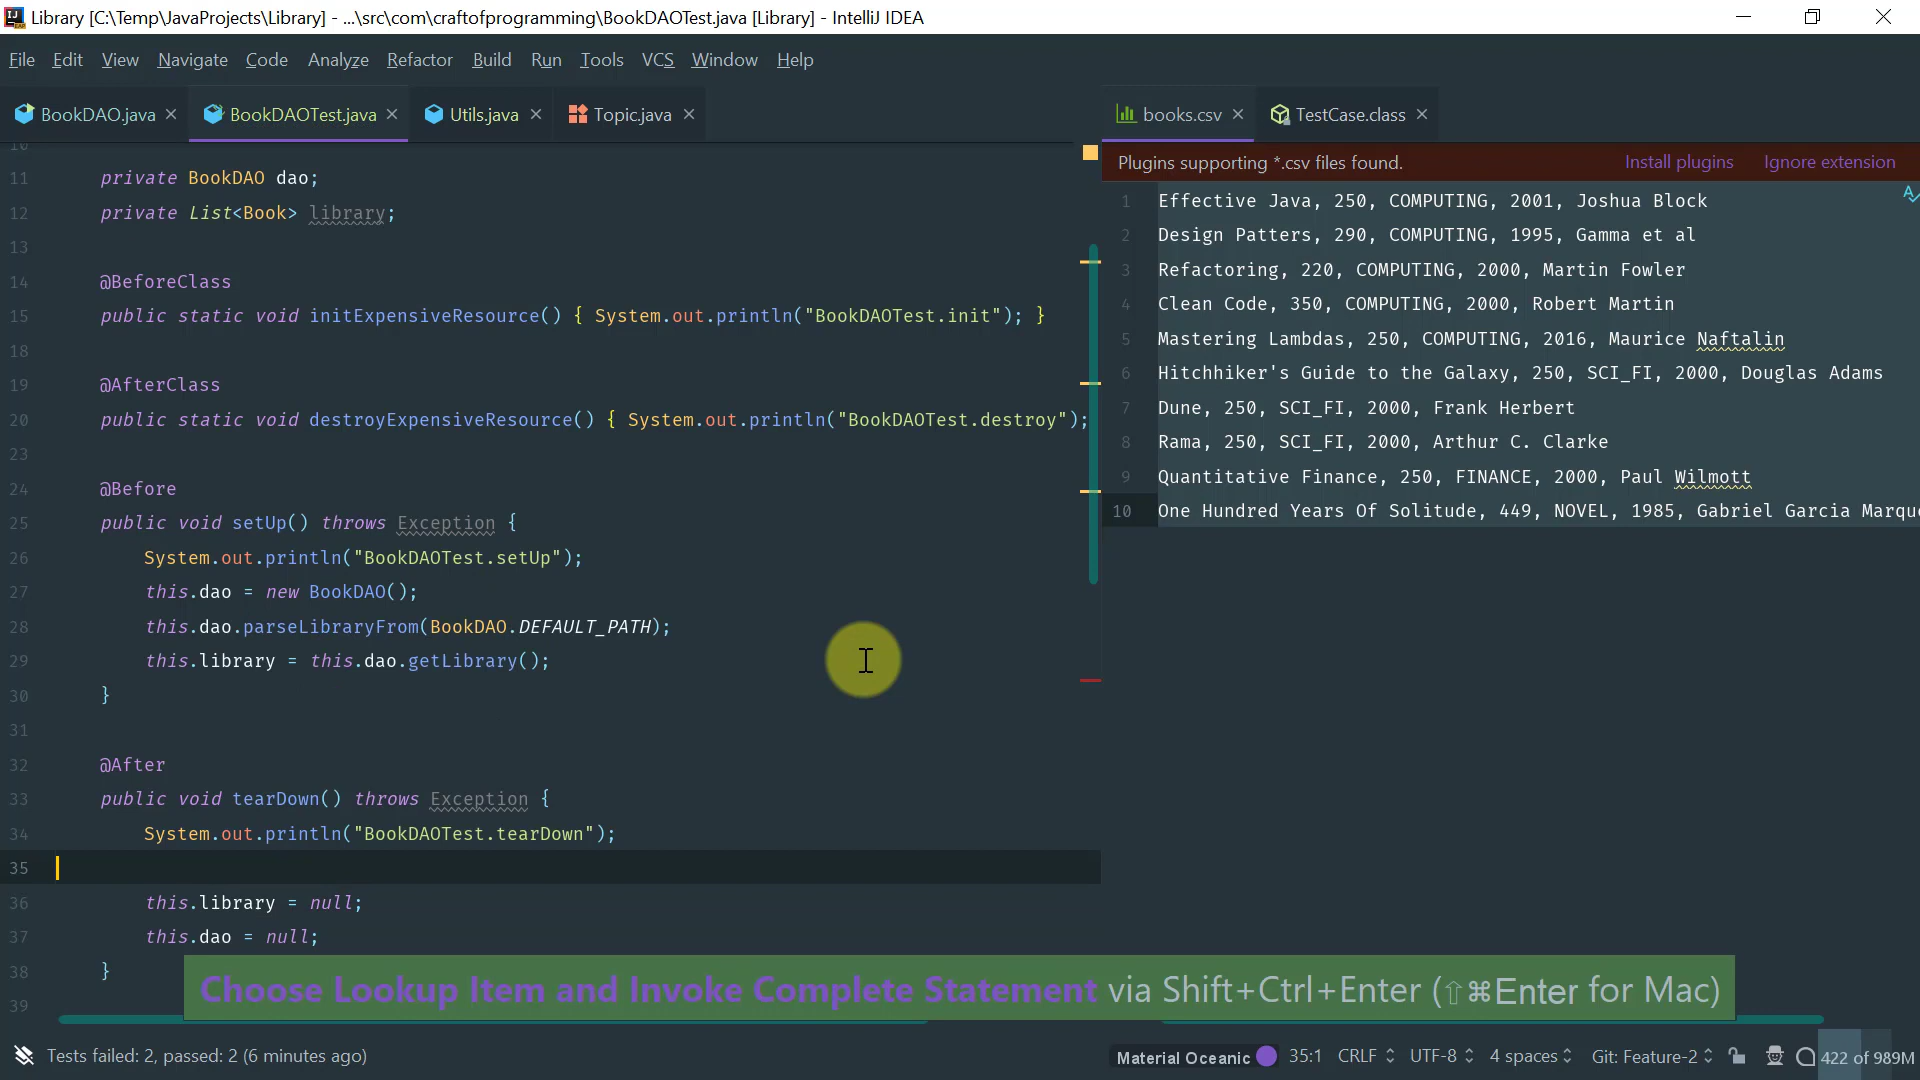 Library [C:\Temp\JavaProjects\Library] - ...\src\com\craftofprogramming\BookDAOTest.java [Library] - IntelliJ IDEA
File Edit View Navigate Code Analyze Refactor Build Run Tools VCS Window Help
BookDAO.java BookDAOTest.java Utils.java Topic.java
10
11 private BookDAO dao;
12 private List<Book> library;
13
14 @BeforeClass
15 public static void initExpensiveResource() { System.out.println("BookDAOTest.init"); }
18
19 @AfterClass
20 public static void destroyExpensiveResource() { System.out.println("BookDAOTest.destroy");
23
24 @Before
25 public void setUp() throws Exception {
26 System.out.println("BookDAOTest.setUp");
27 this.dao = new BookDAO();
28 this.dao.parseLibraryFrom(BookDAO.DEFAULT_PATH);
29 this.library = this.dao.getLibrary();
30 }
31
32 @After
33 public void tearDown() throws Exception {
34 System.out.println("BookDAOTest.tearDown");
35
36 this.library = null;
37 this.dao = null;
38 }
39
books.csv TestCase.class
Plugins supporting *.csv files found. Install plugins Ignore extension
1 Effective Java, 250, COMPUTING, 2001, Joshua Block
2 Design Patters, 290, COMPUTING, 1995, Gamma et al
3 Refactoring, 220, COMPUTING, 2000, Martin Fowler
4 Clean Code, 350, COMPUTING, 2000, Robert Martin
5 Mastering Lambdas, 250, COMPUTING, 2016, Maurice Naftalin
6 Hitchhiker's Guide to the Galaxy, 250, SCI_FI, 2000, Douglas Adams
7 Dune, 250, SCI_FI, 2000, Frank Herbert
8 Rama, 250, SCI_FI, 2000, Arthur C. Clarke
9 Quantitative Finance, 250, FINANCE, 2000, Paul Wilmott
10 One Hundred Years Of Solitude, 449, NOVEL, 1985, Gabriel Garcia Marqu
Choose Lookup Item and Invoke Complete Statement via Shift+Ctrl+Enter (⇧⌘Enter for Mac)
Tests failed: 2, passed: 2 (6 minutes ago)
Material Oceanic 35:1 CRLF UTF-8 4 spaces Git: Feature-2 422 of 989M